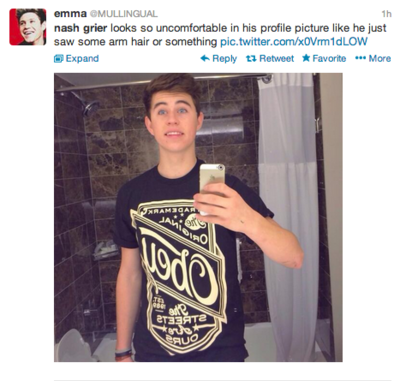 emma @MULLINGUAL 1h
nash grier looks so uncomfortable in his profile picture like he just
saw some arm hair or something pic.twitter.com/x0Vrm1dLOW
Expand Reply Retweet Favorite More
TRADEMARK
The
ORIGINAL
Obey
EST.
The
STREETS
Are
OURS